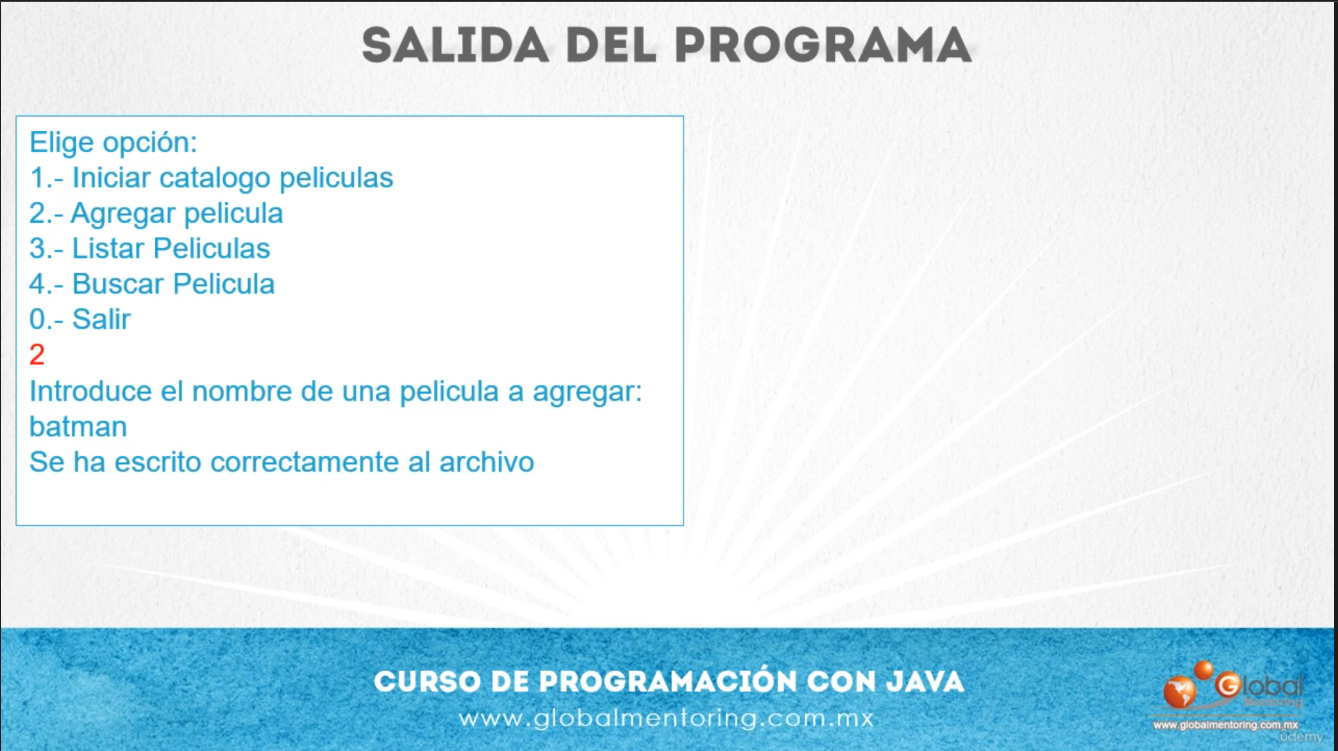 SALIDA DEL PROGRAMA
Elige opción:
1.- Iniciar catalogo peliculas
2.- Agregar pelicula
3.- Listar Peliculas
4.- Buscar Pelicula
0.- Salir
2
Introduce el nombre de una pelicula a agregar:
batman
Se ha escrito correctamente al archivo
CURSO DE PROGRAMACIÓN CON JAVA
www.globalmentoring.com.mx
Global
Mentoring
www.globalmentoring.com.mx
udemy